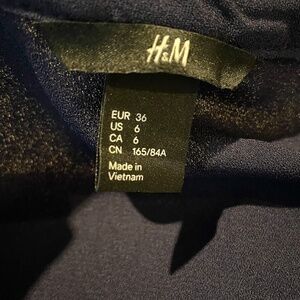 H&M
EUR 36
US 6
CA 6
CN 165/84A
Made in
Vietnam